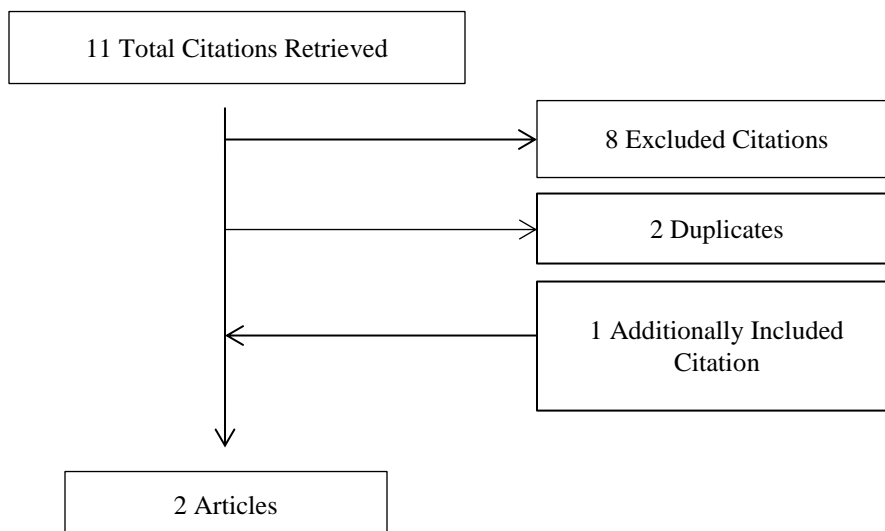 11 Total Citations Retrieved
8 Excluded Citations
2 Duplicates
1 Additionally Included
Citation
2 Articles